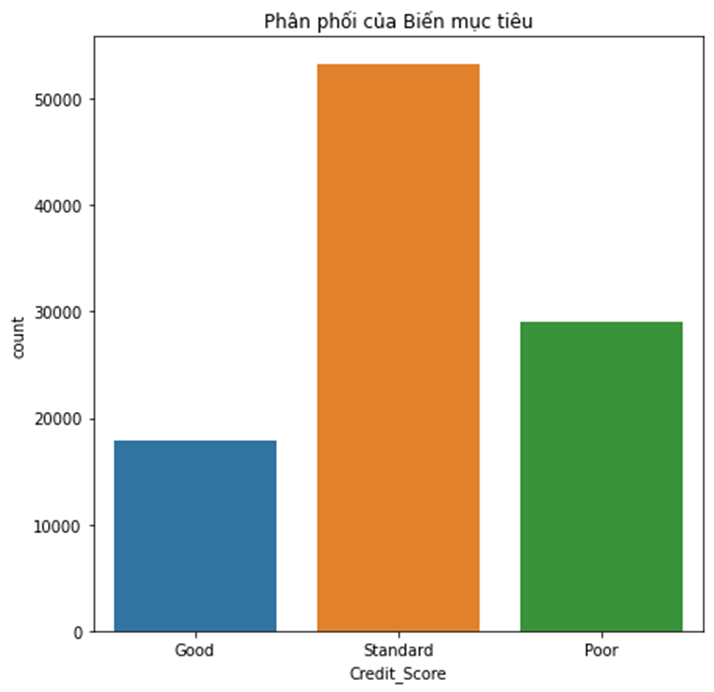 Phân phối của Biến mục tiêu
50000
40000
30000
20000
10000
0
count
Good Standard Poor
Credit_Score